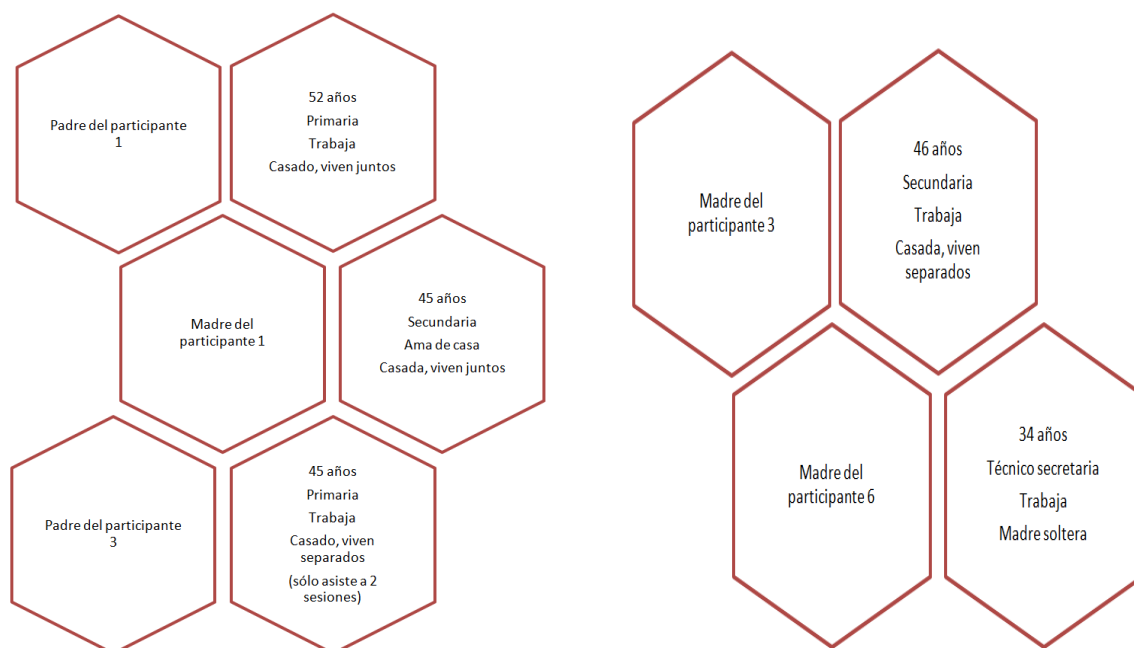 Padre del participante
1
52 años
Primaria
Trabaja
Casado, viven juntos
Madre del
participante 1
45 años
Secundaria
Ama de casa
Casada, viven juntos
Padre del participante
3
45 años
Primaria
Trabaja
Casado, viven
separados
(sólo asiste a 2
sesiones)
Madre del
participante 3
46 años
Secundaria
Trabaja
Casada, viven
separados
Madre del
participante 6
34 años
Técnico secretaria
Trabaja
Madre soltera